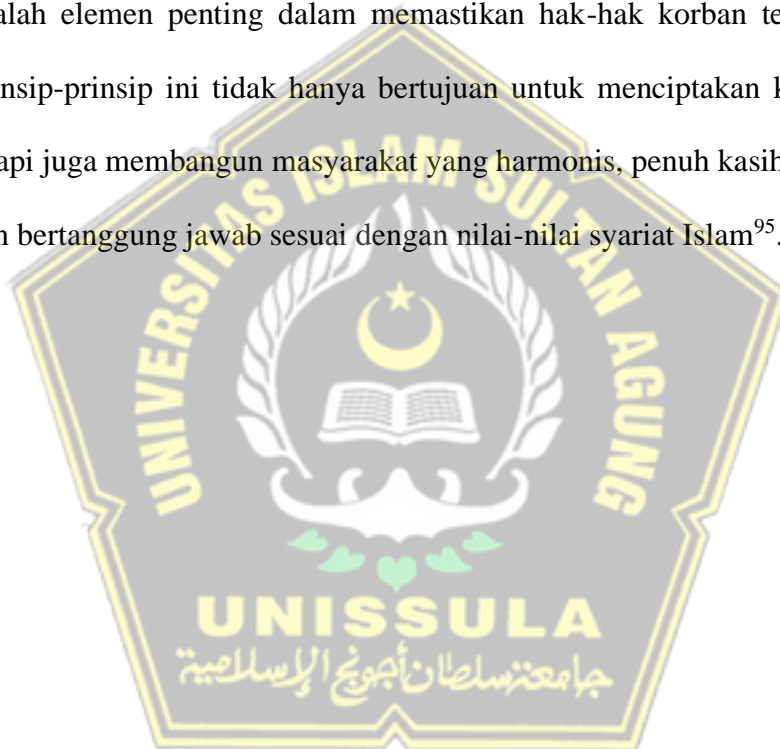 alah elemen penting dalam memastikan hak-hak korban te
nsip-prinsip ini tidak hanya bertujuan untuk menciptakan k
api juga membangun masyarakat yang harmonis, penuh kasih
n bertanggung jawab sesuai dengan nilai-nilai syariat Islam⁹⁵.
UNIVERSITAS ISLAM SULTAN AGUNG
UNISSULA
جامعة سلطان أجونج الإسلامية